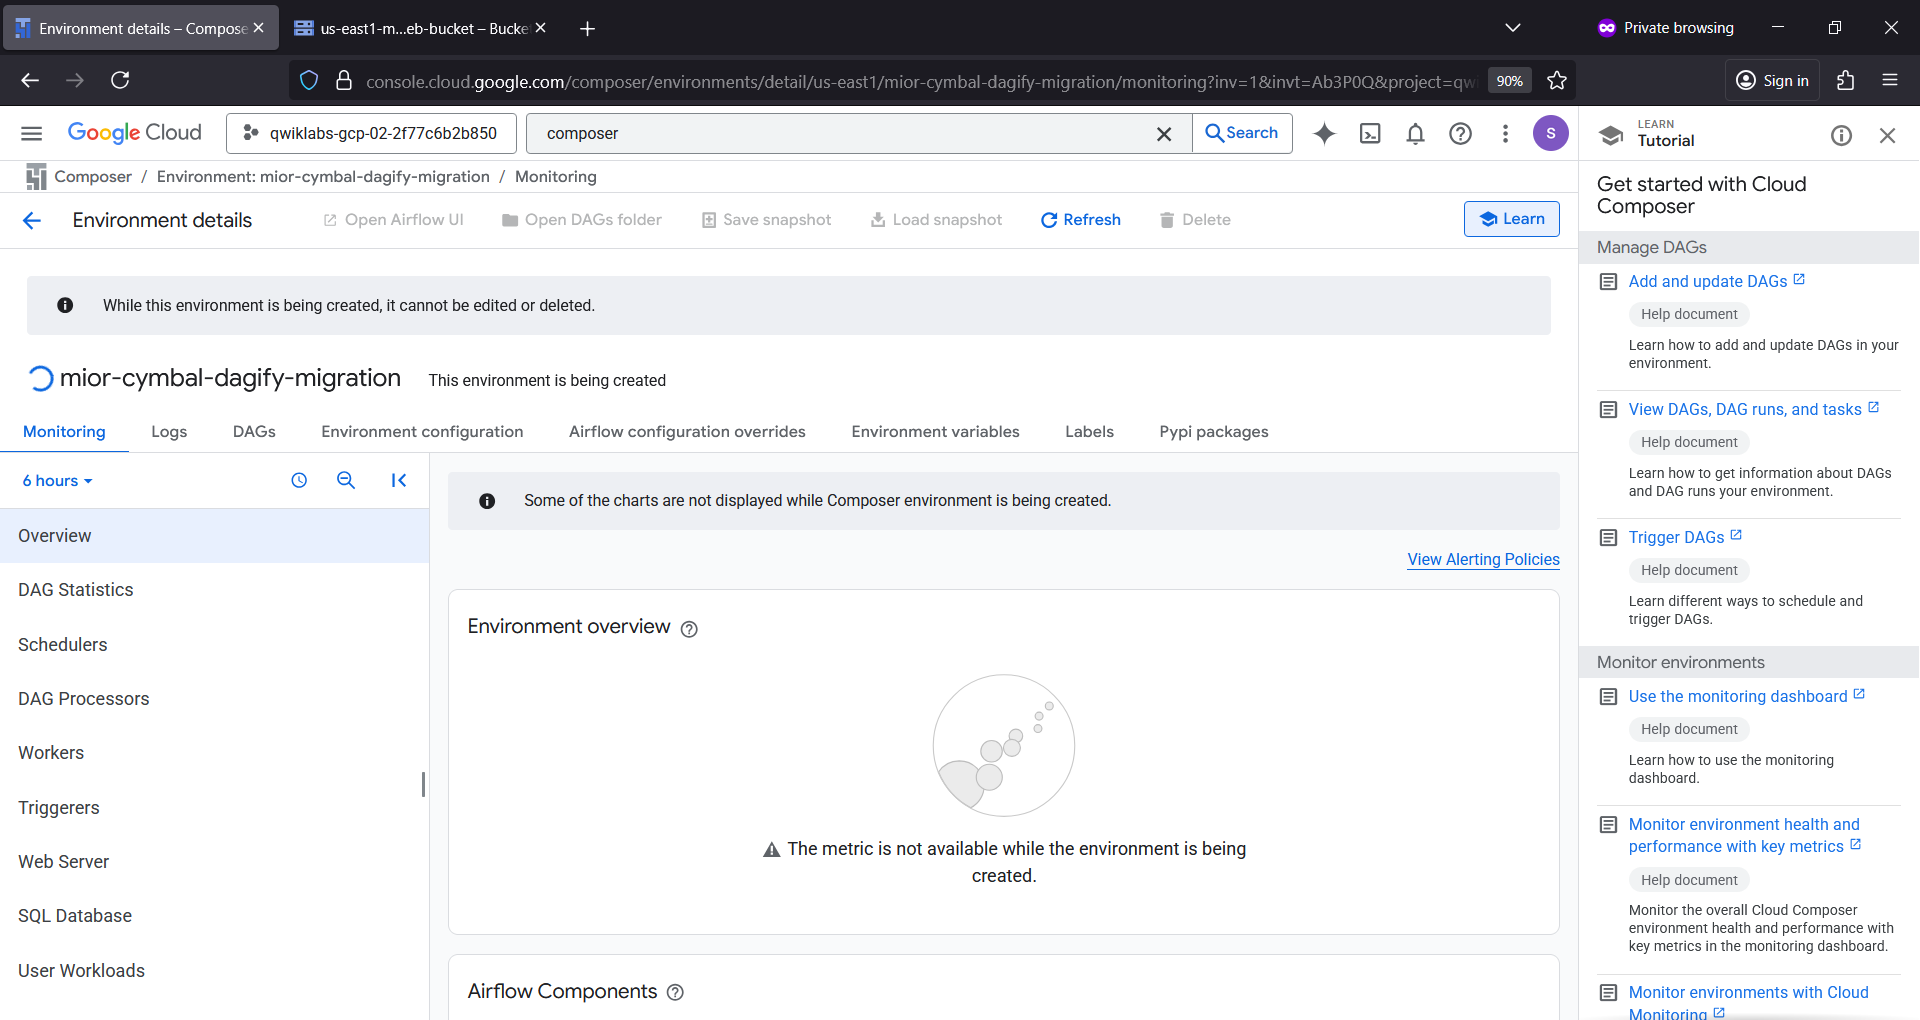 Environment details – Compose
us-east1-m...eb-bucket – Bucke
Private browsing
console.cloud.google.com/composer/environments/detail/us-east1/mior-cymbal-dagify-migration/monitoring?inv=1&invt=Ab3P0Q&project=qwi
90%
Sign in
Google Cloud
qwiklabs-gcp-02-2f77c6b2b850
composer
Search
S
LEARN
Tutorial
Composer / Environment: mior-cymbal-dagify-migration / Monitoring
Environment details
Open Airflow UI
Open DAGs folder
Save snapshot
Load snapshot
Refresh
Delete
Learn
While this environment is being created, it cannot be edited or deleted.
mior-cymbal-dagify-migration
This environment is being created
Monitoring
Logs
DAGs
Environment configuration
Airflow configuration overrides
Environment variables
Labels
Pypi packages
6 hours
Overview
DAG Statistics
Schedulers
DAG Processors
Workers
Triggerers
Web Server
SQL Database
User Workloads
Some of the charts are not displayed while Composer environment is being created.
View Alerting Policies
Environment overview
The metric is not available while the environment is being
created.
Airflow Components
Get started with Cloud
Composer
Manage DAGs
Add and update DAGs
Help document
Learn how to add and update DAGs in your
environment.
View DAGs, DAG runs, and tasks
Help document
Learn how to get information about DAGs
and DAG runs your environment.
Trigger DAGs
Help document
Learn different ways to schedule and
trigger DAGs.
Monitor environments
Use the monitoring dashboard
Help document
Learn how to use the monitoring
dashboard.
Monitor environment health and
performance with key metrics
Help document
Monitor the overall Cloud Composer
environment health and performance with
key metrics in the monitoring dashboard.
Monitor environments with Cloud
Monitoring